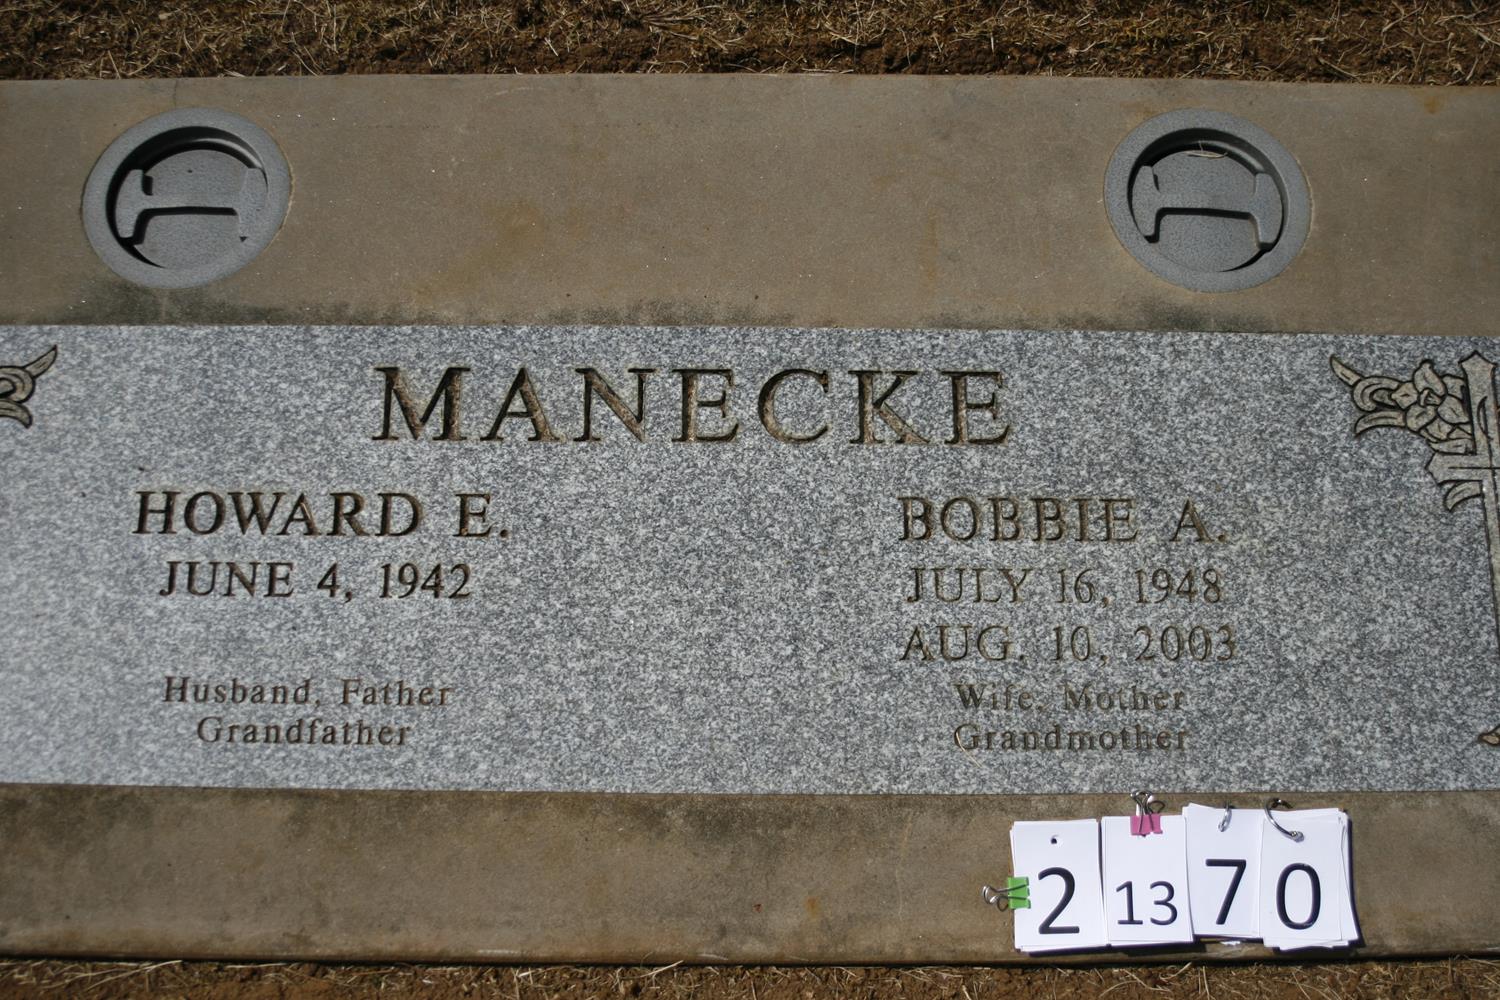 MANECKE
HOWARD E.
JUNE 4, 1942
Husband, Father
Grandfather
BOBBIE A.
JULY 16, 1948
AUG. 10, 2003
Wife, Mother
Grandmother
2 13 70